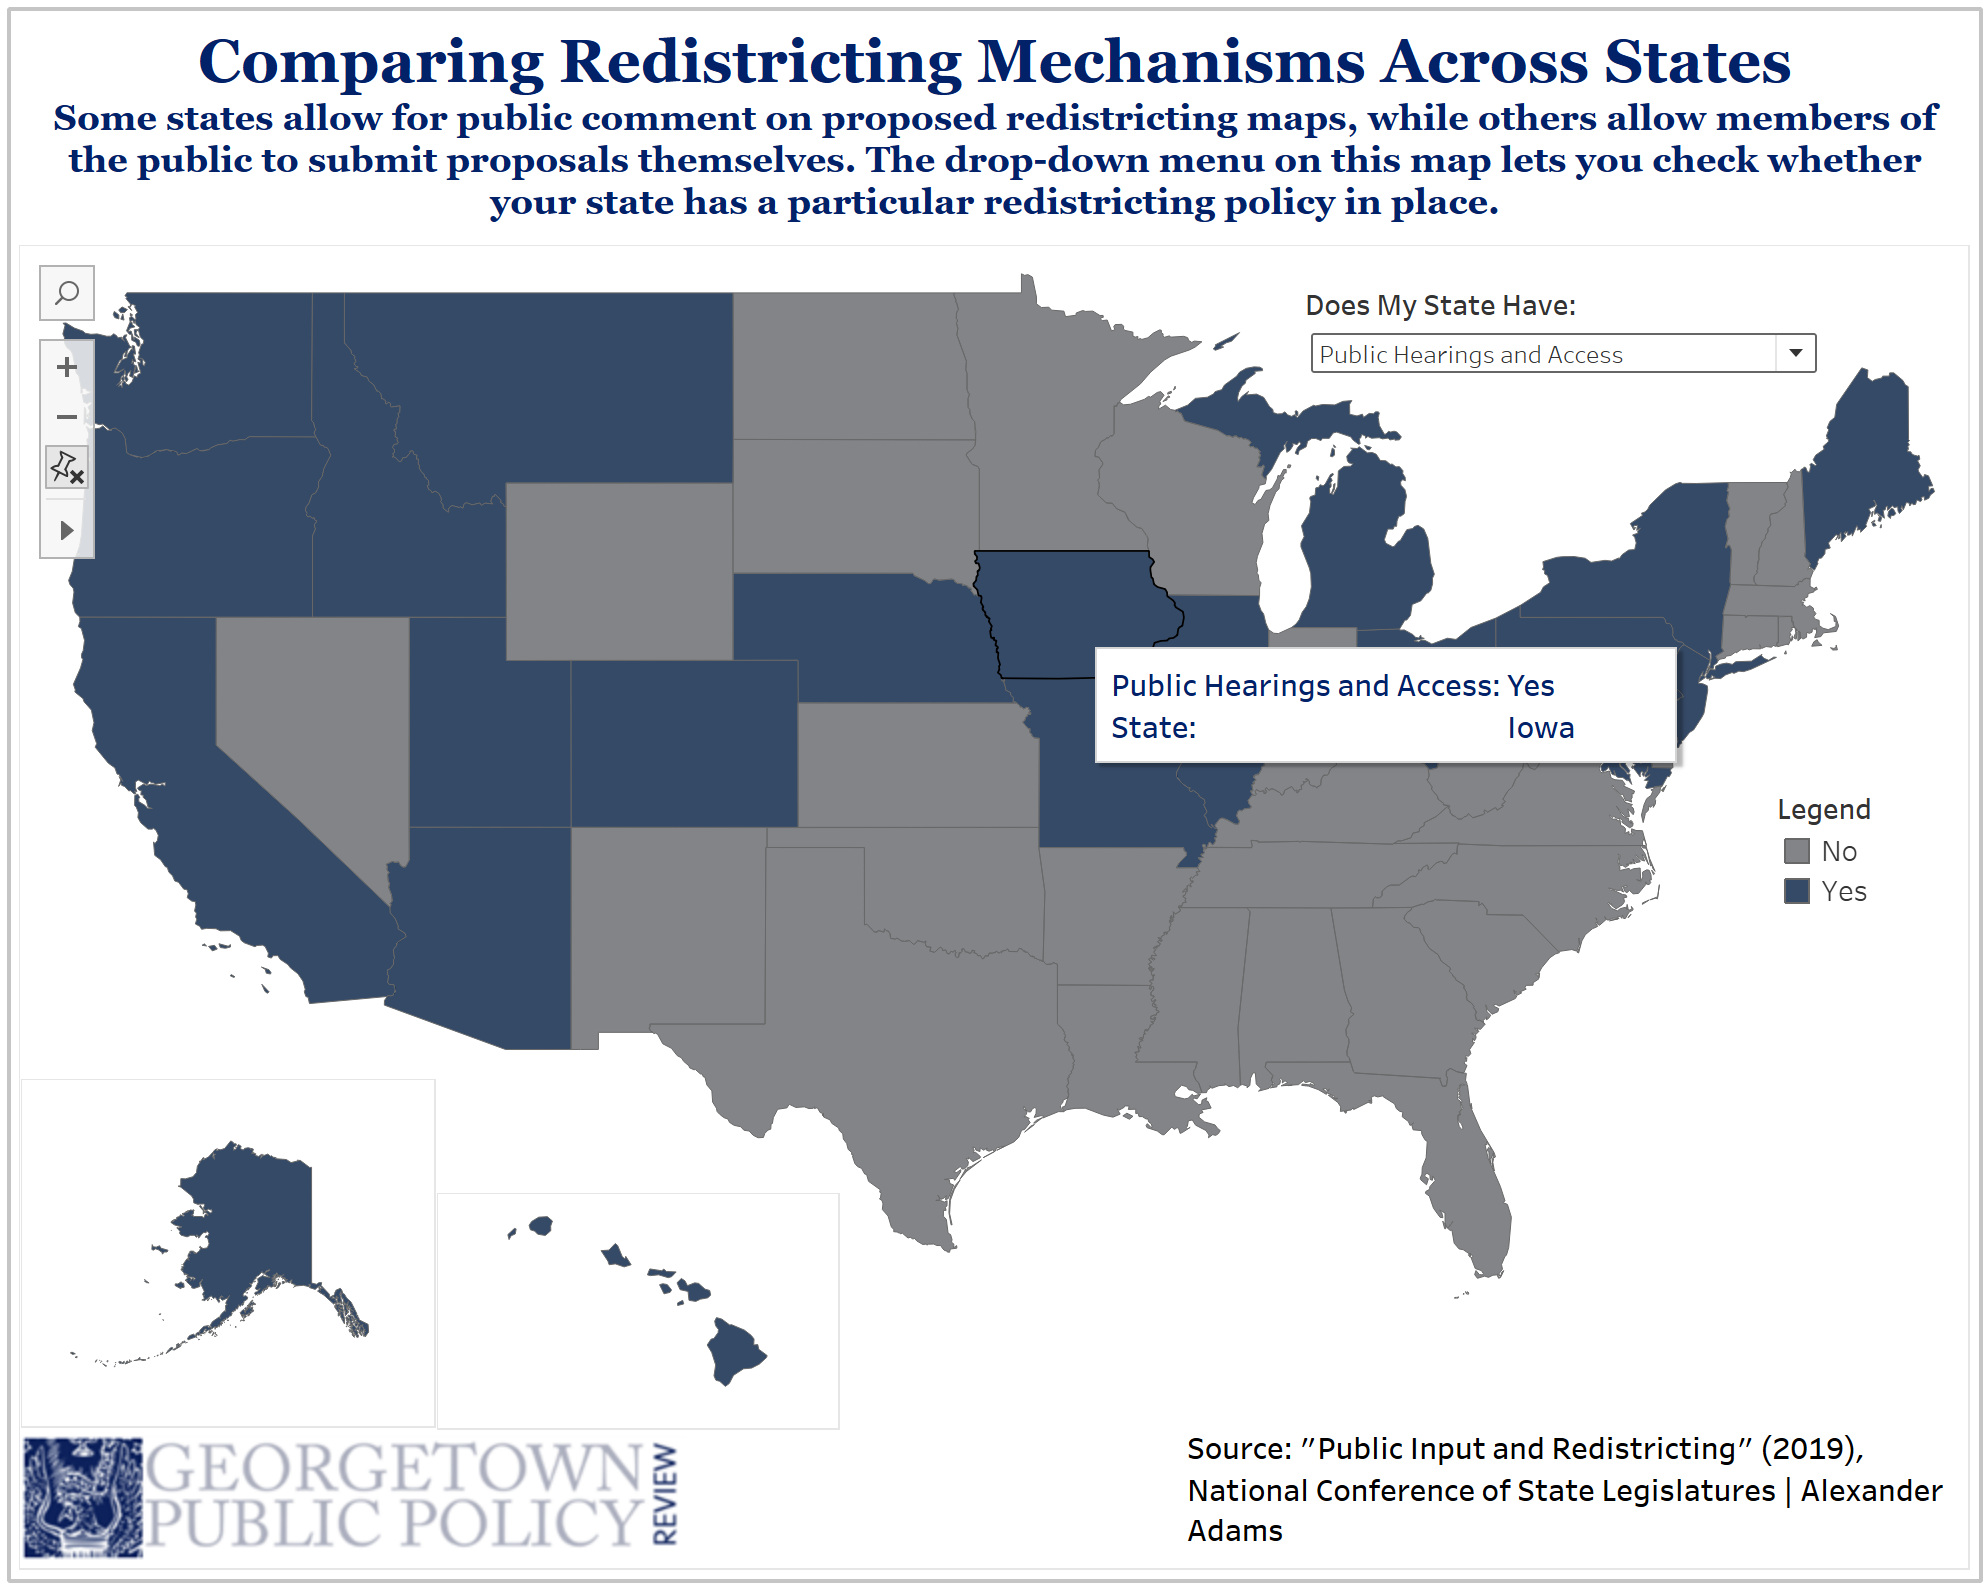 Comparing Redistricting Mechanisms Across States
Some states allow for public comment on proposed redistricting maps, while others allow members of
the public to submit proposals themselves. The drop-down menu on this map lets you check whether
your state has a particular redistricting policy in place.
Does My State Have:
Public Hearings and Access
Public Hearings and Access: Yes
State: Iowa
Legend
No
Yes
GEORGETOWN
PUBLIC POLICY
REVIEW
Source: "Public Input and Redistricting" (2019),
National Conference of State Legislatures | Alexander
Adams